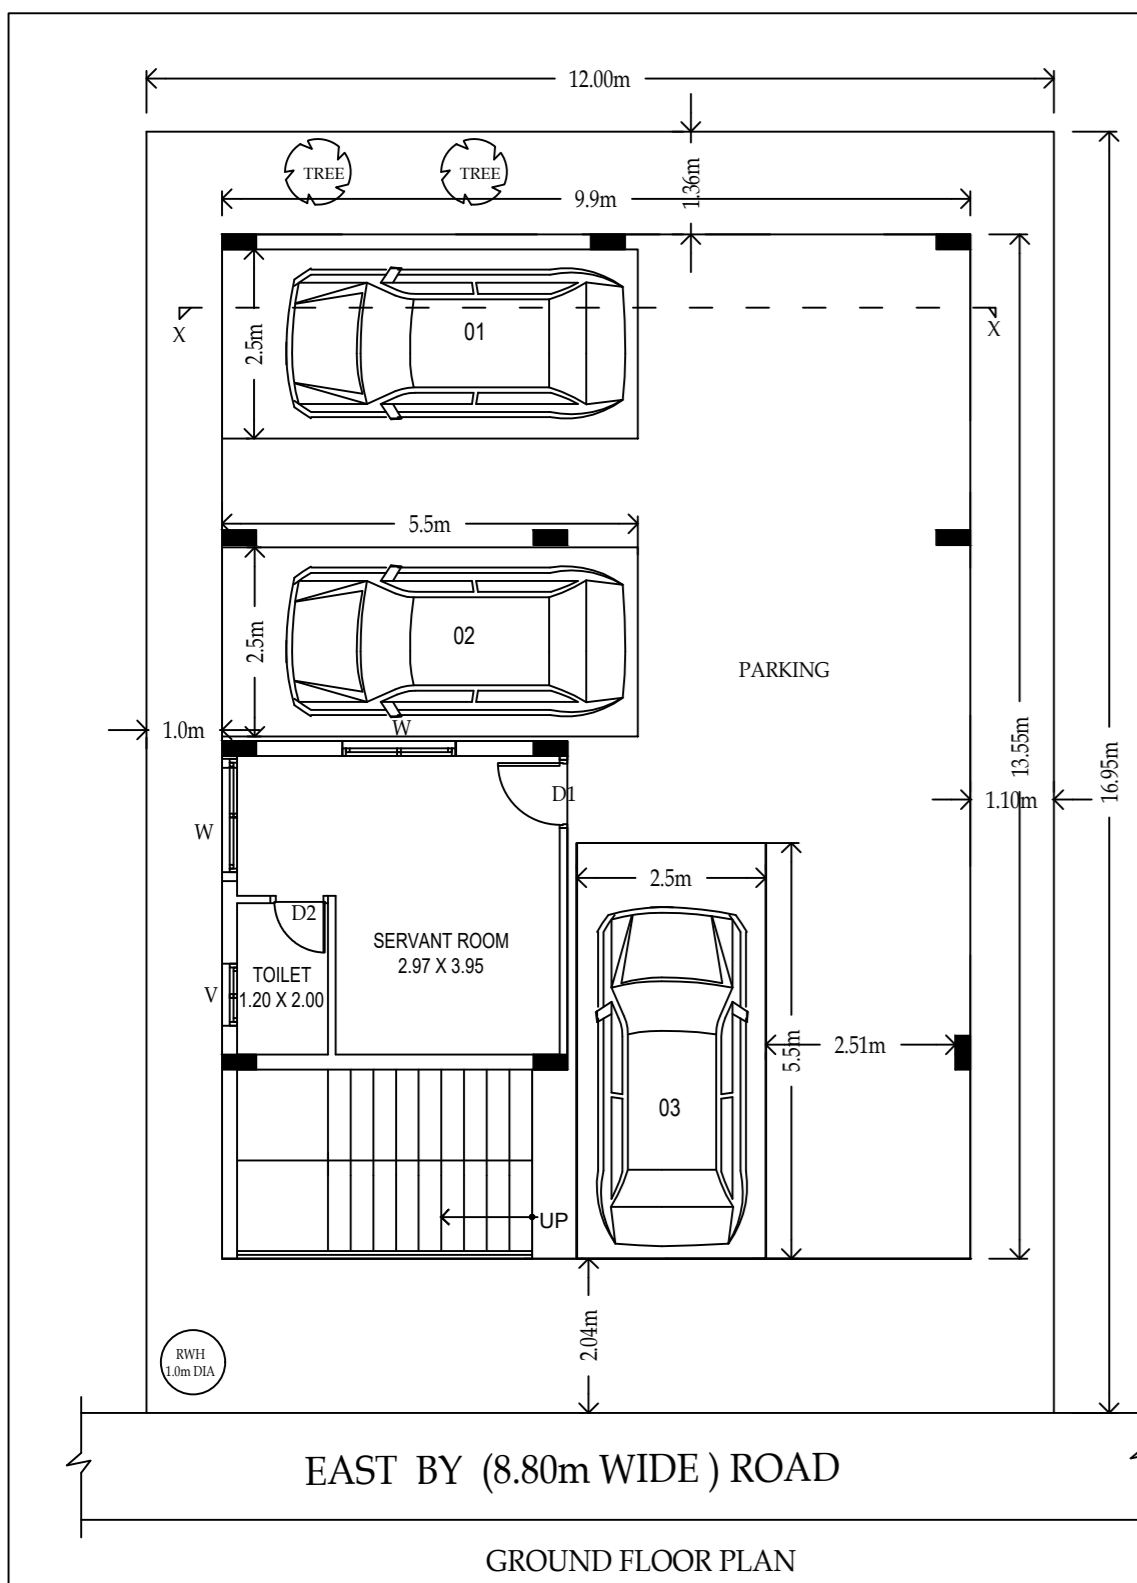 12.00m
TREE
TREE
1.36m
9.9m
01
X
X
2.5m
5.5m
02
2.5m
PARKING
W
1.0m
13.55m
16.95m
1.10m
D1
W
2.5m
D2
SERVANT ROOM
2.97 X 3.95
TOILET
1.20 X 2.00
V
5.5m
2.51m
03
UP
2.04m
RWH
1.0m DIA
EAST BY (8.80m WIDE ) ROAD
GROUND FLOOR PLAN